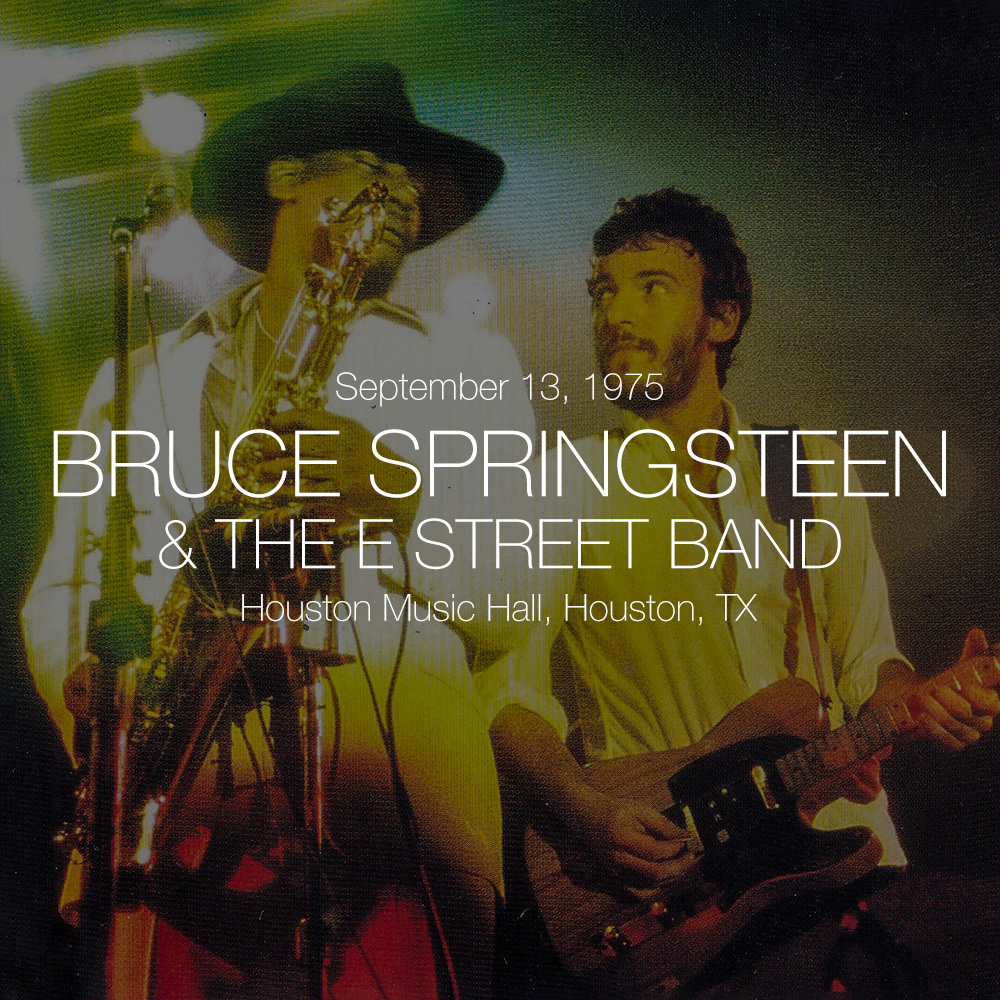 September 13, 1975
BRUCE SPRINGSTEEN
& THE E STREET BAND
Houston Music Hall, Houston, TX